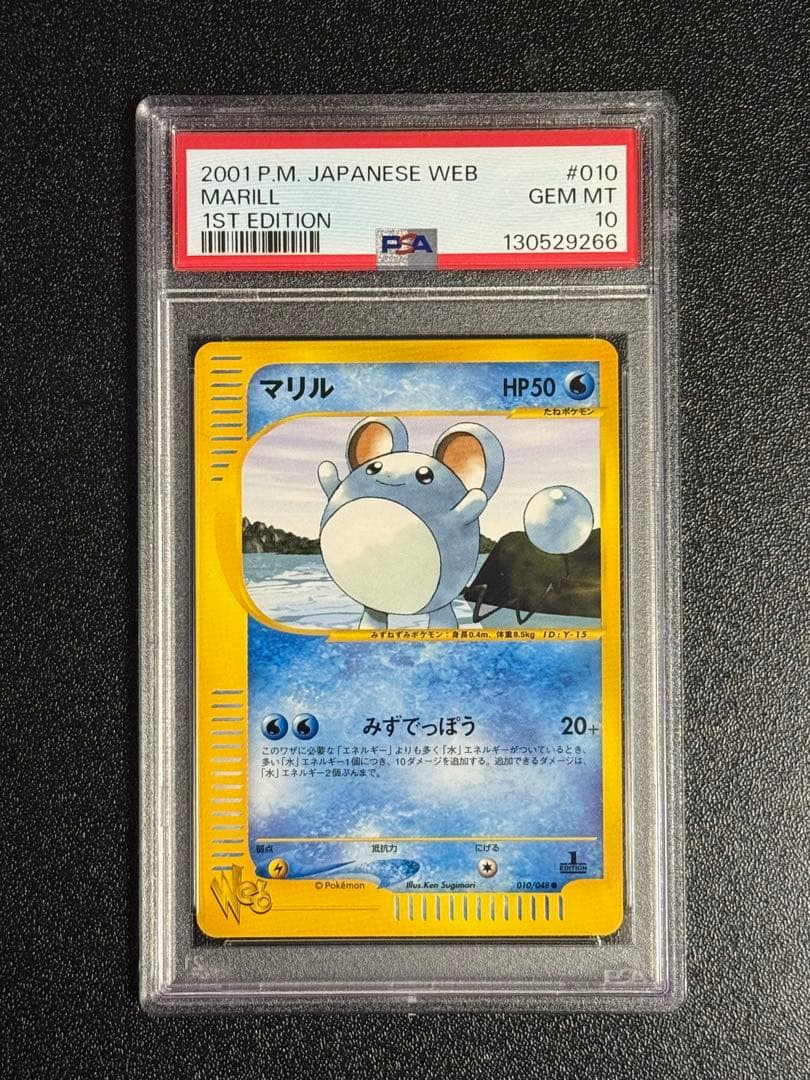 2001 P.M. JAPANESE WEB #010
MARILL GEM MT
1ST EDITION 10
PSA 130529266
マリル HP50
たねポケモン
みずねずみポケモン：身長0.4m、体重8.5kg ID:Y-15
みずでっぽう 20+
このワザに必要な「エネルギー」よりも多く「水」エネルギーがついているとき、
多い「水」エネルギー1個につき、10ダメージを追加する。追加できるダメージは、
「水」エネルギー2個ぶんまで。
弱点 抵抗力 にげる
1
EDITION
Web ©Pokémon Illus.Ken Sugimori 010/048●
PSA